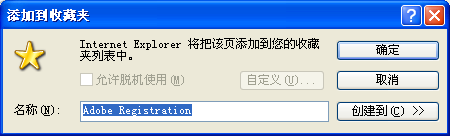 添加到收藏夹
Internet Explorer 将把该页添加到您的收藏
夹列表中。
确定
允许脱机使用(M)
自定义(U)...
取消
名称(N):
Adobe Registration
创建到(C) >>